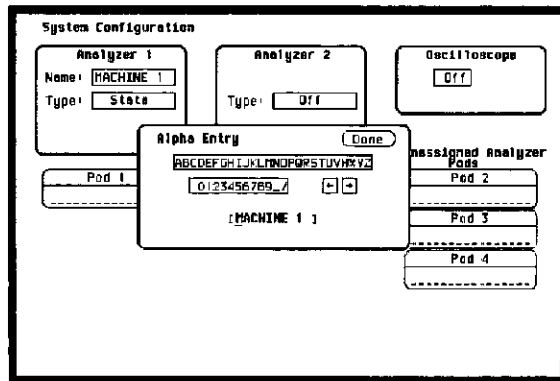 System Configuration
Analyzer 1
Name: MACHINE 1
Type: State
Analyzer 2
Type: Off
Oscilloscope
Off
Alpha Entry
Done
ABCDEFGHIJKLMNOPQRSTUVWXYZ
0123456789_/
← →
[MACHINE 1 ]
Pod 1
nassigned Analyzer
Pods
Pod 2
Pod 3
Pod 4